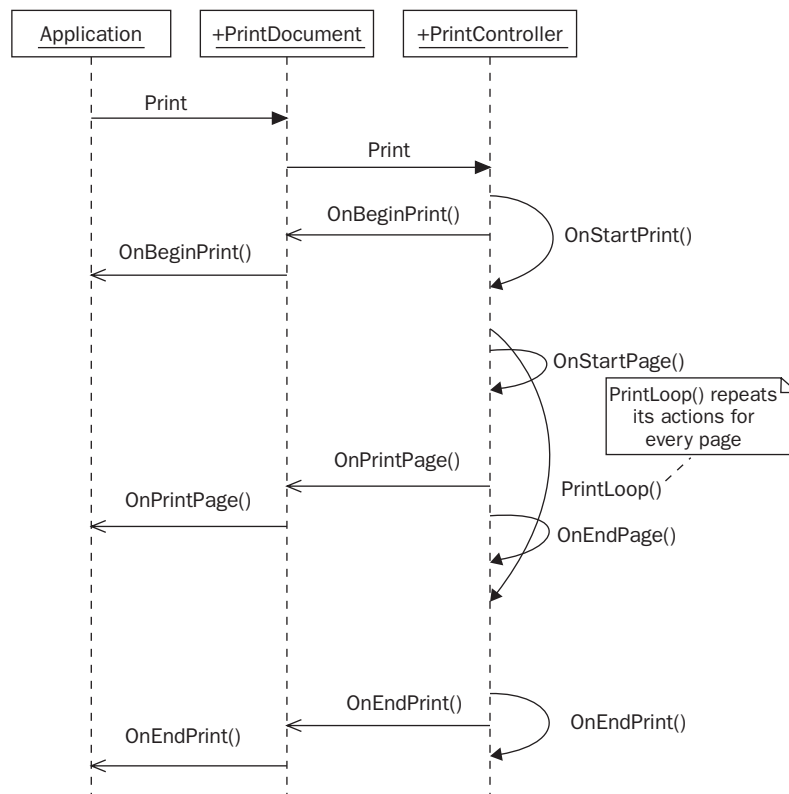 Application
+PrintDocument
+PrintController
Print
Print
OnBeginPrint()
OnStartPrint()
OnBeginPrint()
OnStartPage()
PrintLoop() repeats
its actions for
every page
OnPrintPage()
PrintLoop()
OnPrintPage()
OnEndPage()
OnEndPrint()
OnEndPrint()
OnEndPrint()